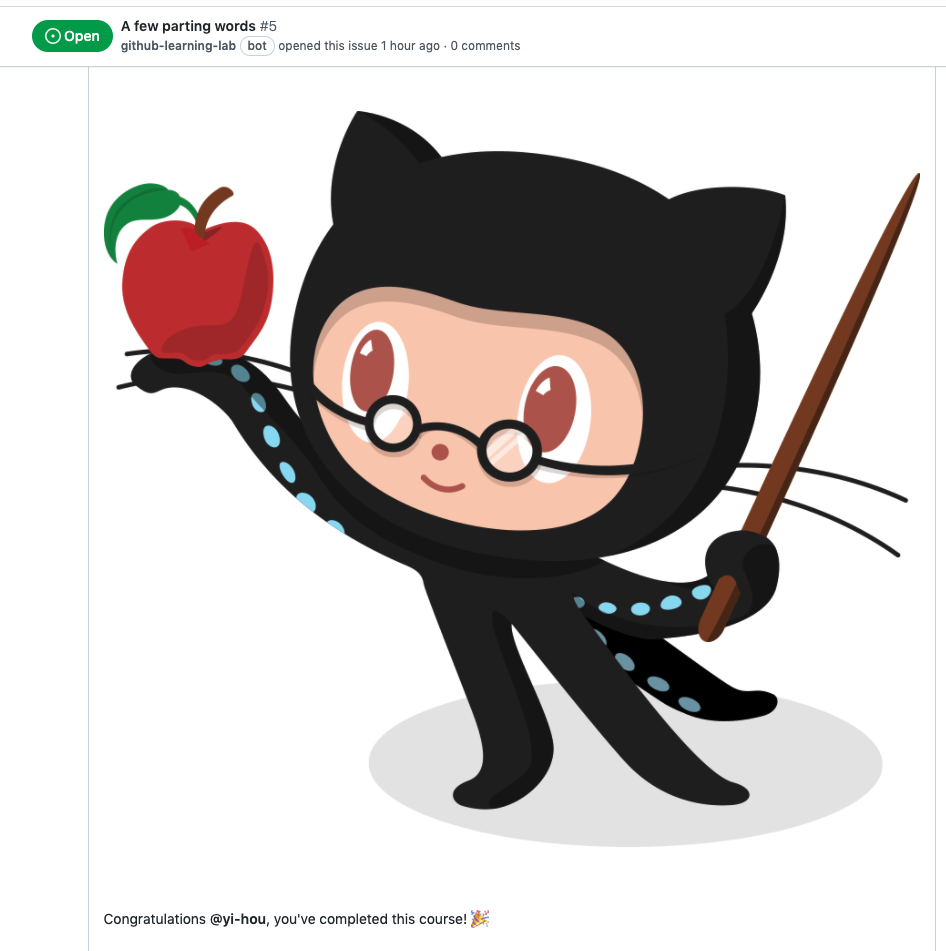 Open
A few parting words #5
github-learning-lab bot opened this issue 1 hour ago · 0 comments
Congratulations @yi-hou, you've completed this course! 🎉